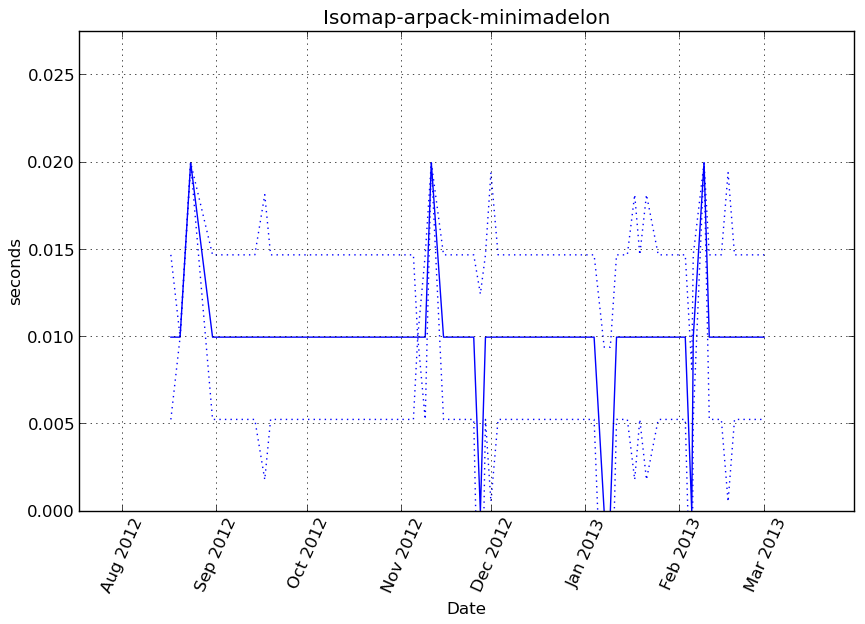 Isomap-arpack-minimadelon
0.025
0.020
0.015
0.010
0.005
0.000
seconds
Aug 2012
Sep 2012
Oct 2012
Nov 2012
Dec 2012
Jan 2013
Feb 2013
Mar 2013
Date